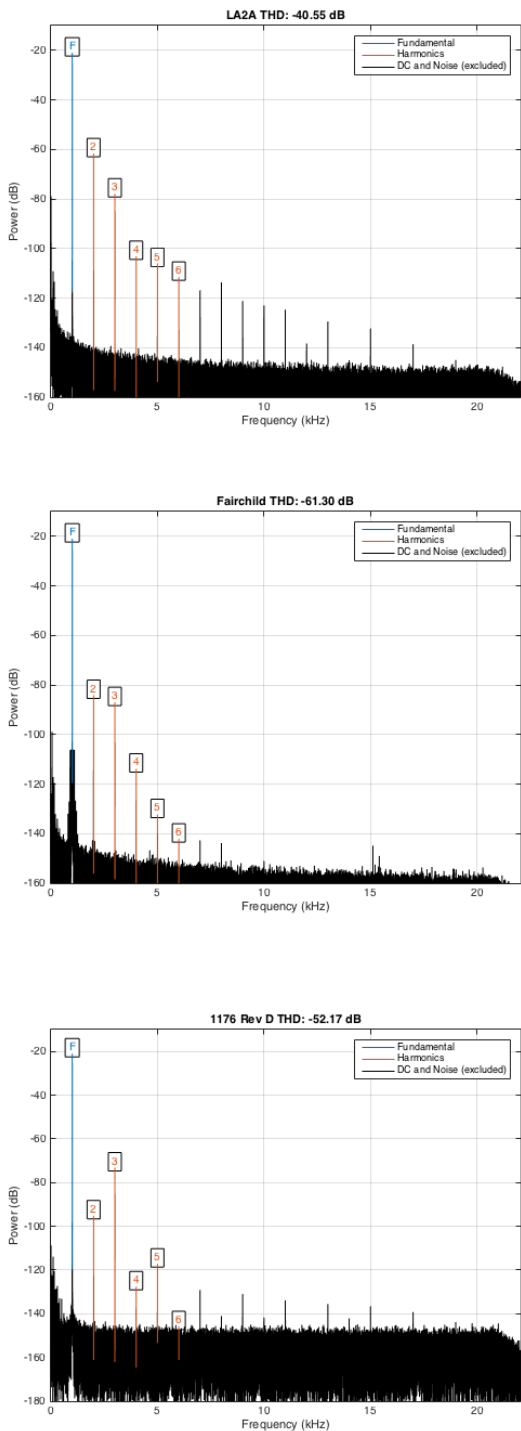 LA2A THD: -40.55 dB
Fundamental
Harmonics
DC and Noise (excluded)
F
2
3
4
5
6
-20
-40
-60
-80
-100
-120
-140
-160
Power (dB)
0 5 10 15 20
Frequency (kHz)
Fairchild THD: -61.30 dB
Fundamental
Harmonics
DC and Noise (excluded)
F
2
3
4
5
6
-20
-40
-60
-80
-100
-120
-140
-160
Power (dB)
0 5 10 15 20
Frequency (kHz)
1176 Rev D THD: -52.17 dB
Fundamental
Harmonics
DC and Noise (excluded)
F
2
3
4
5
6
-20
-40
-60
-80
-100
-120
-140
-160
-180
Power (dB)
0 5 10 15 20
Frequency (kHz)